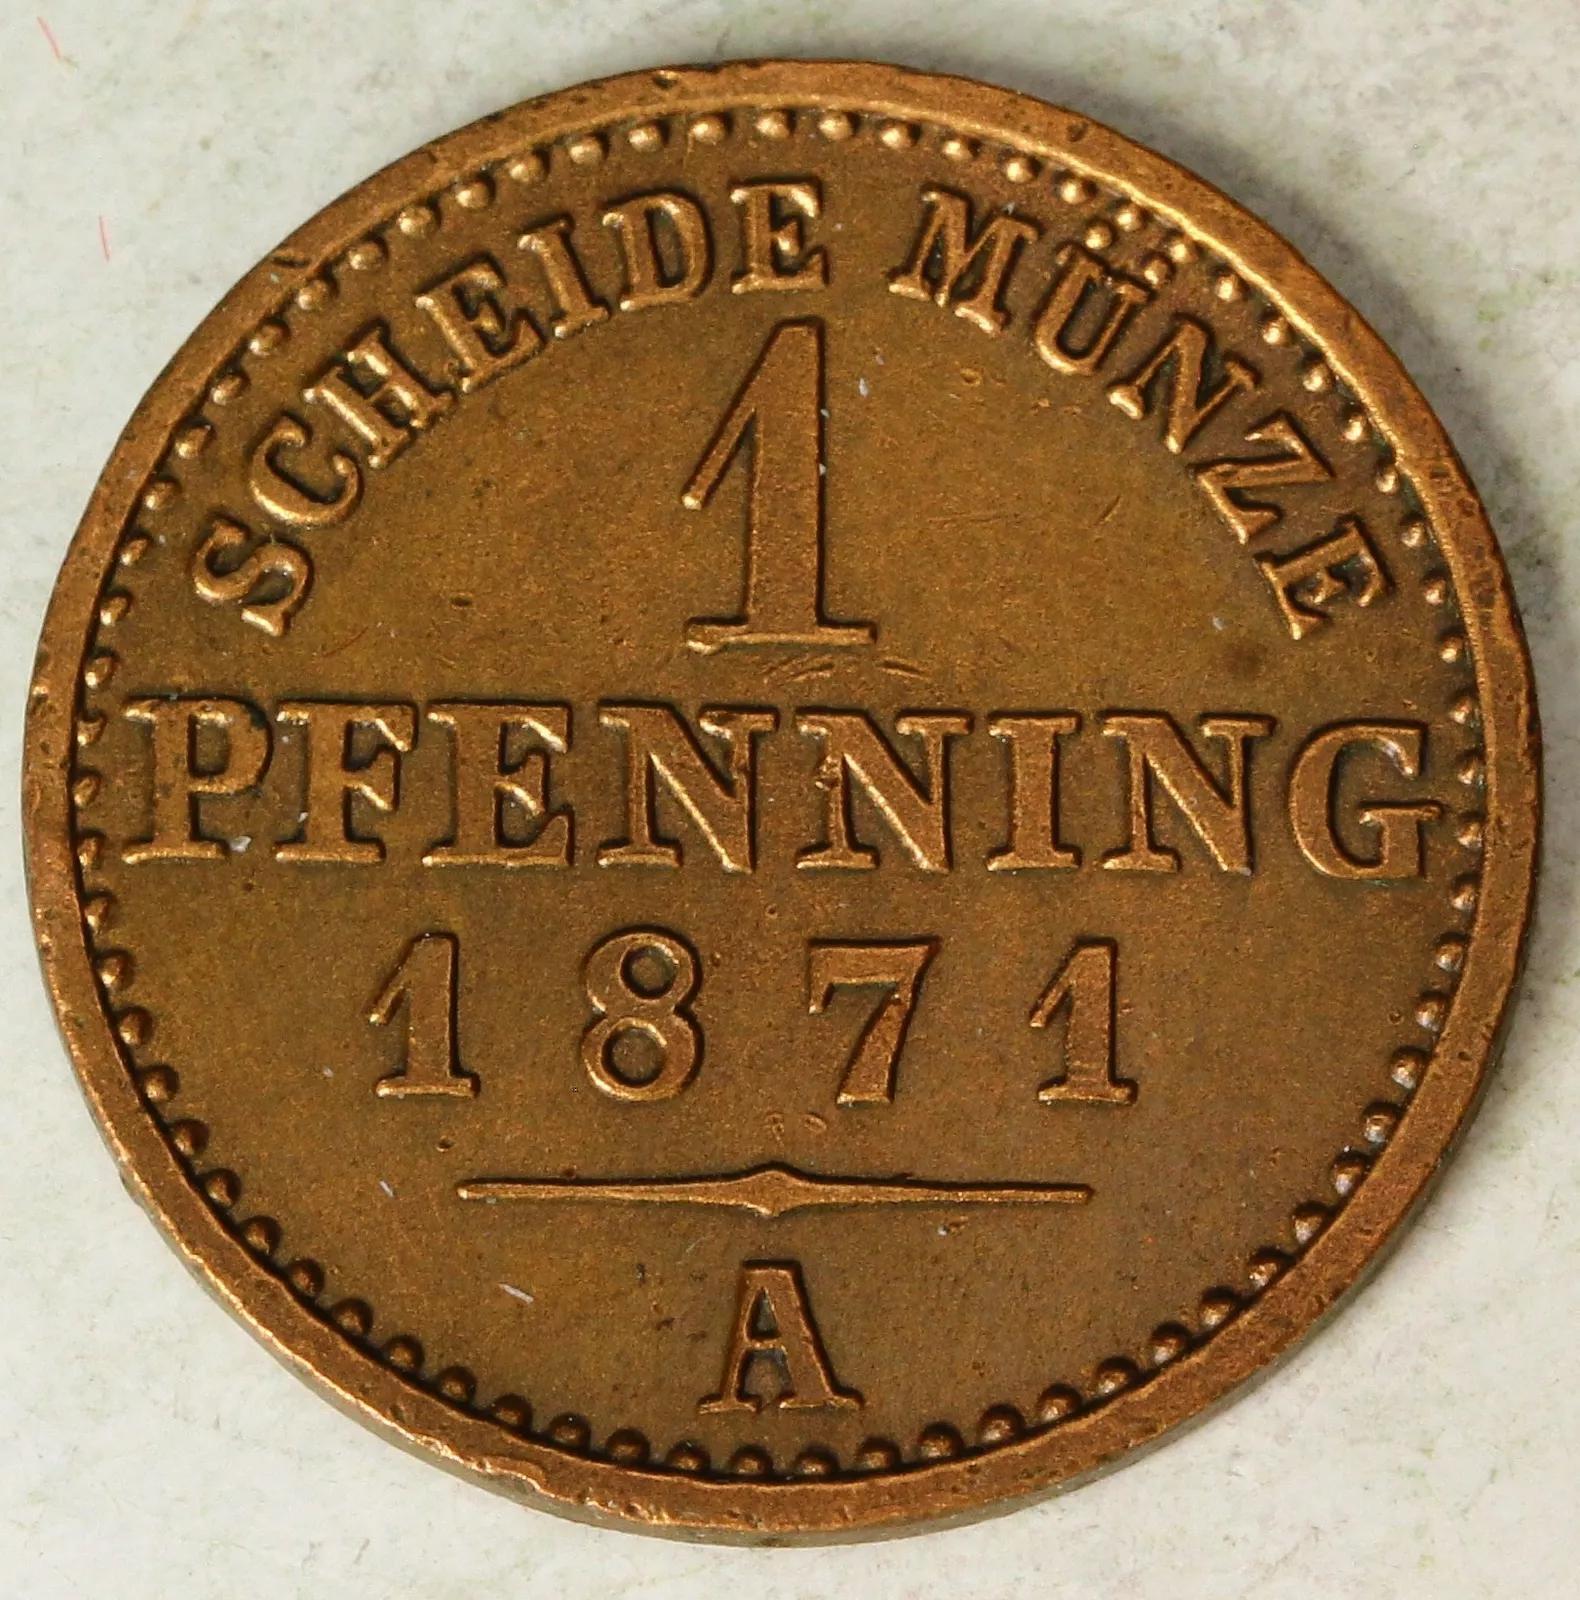 SCHEIDE MÜNZE
1
PFENNING
1871
A